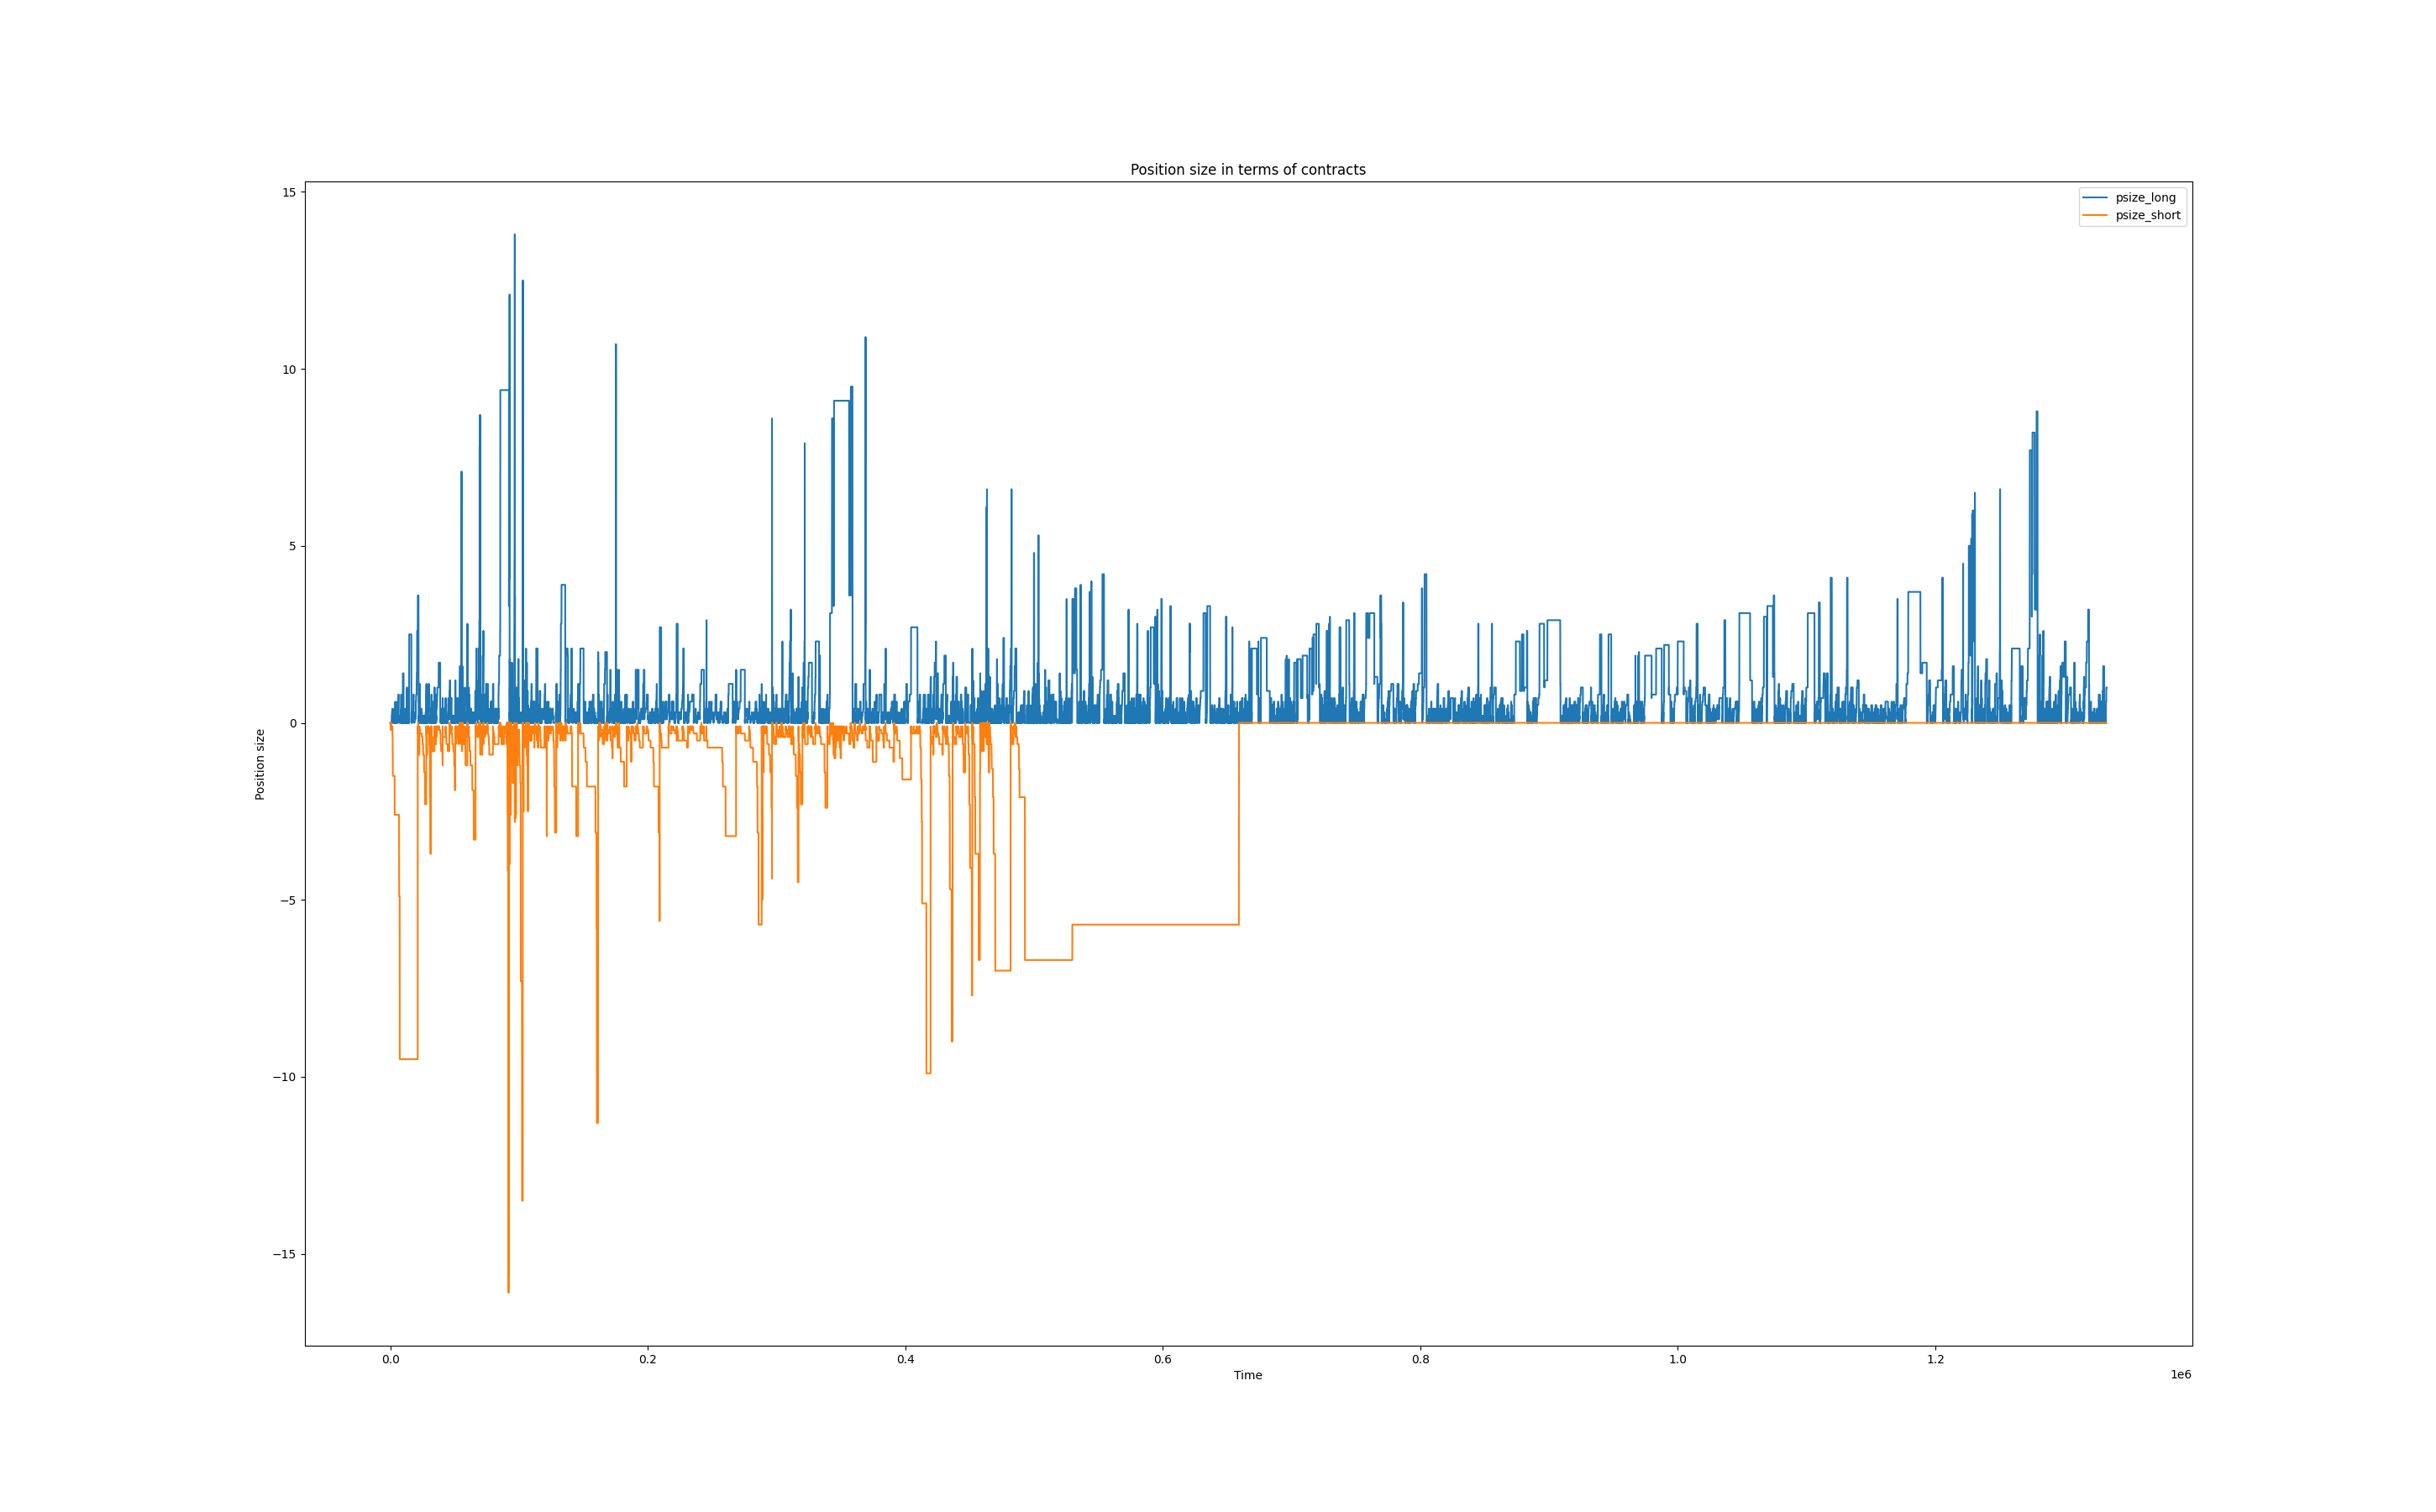 Position size in terms of contracts
psize_long
psize_short
15
10
5
0
−5
−10
−15
Position size
0.0
0.2
0.4
0.6
0.8
1.0
1.2
1e6
Time